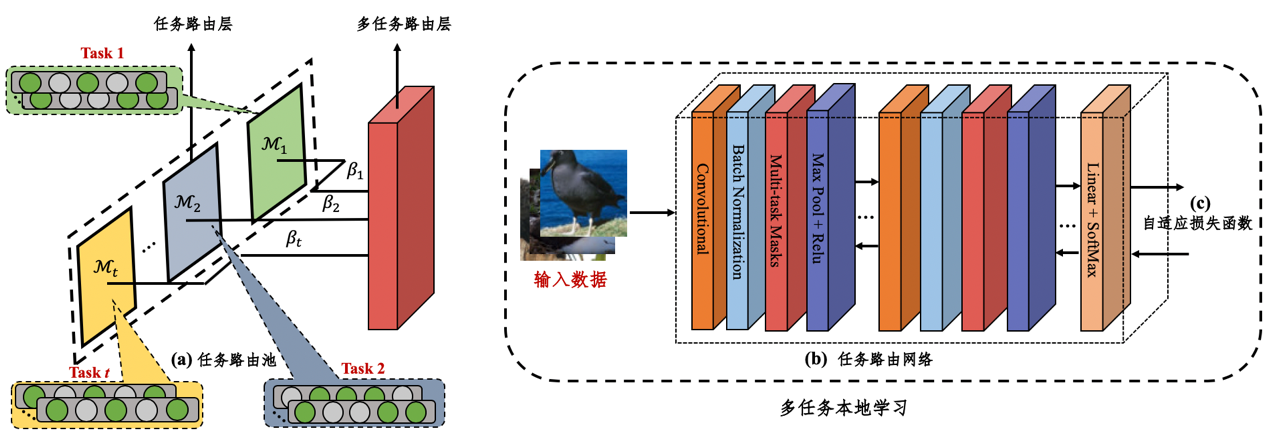 任务路由层
多任务路由层
Task 1
ℳ₁
β₁
ℳ₂
β₂
βₜ
...
ℳₜ
(a) 任务路由池
Task t
Task 2
输入数据
Convolutional
Batch Normalization
Multi-task Masks
Max Pool + Relu
...
...
Linear + SoftMax
(c)
自适应损失函数
(b) 任务路由网络
多任务本地学习